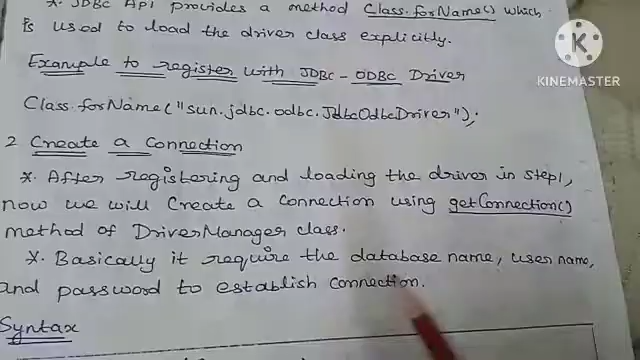 *. JDBC API provides a method Class.forName() which
is used to load the driver class explicitly.
Example to register with JDBC - ODBC Driver
Class.forName("sun.jdbc.odbc.JdbcOdbcDriver");
2 Create a Connection
*. After registering and loading the driver in step1,
now we will create a connection using getConnection()
method of DriverManager class.
*. Basically it require the database name, user name,
and password to establish connection.
Syntax
KINEMASTER